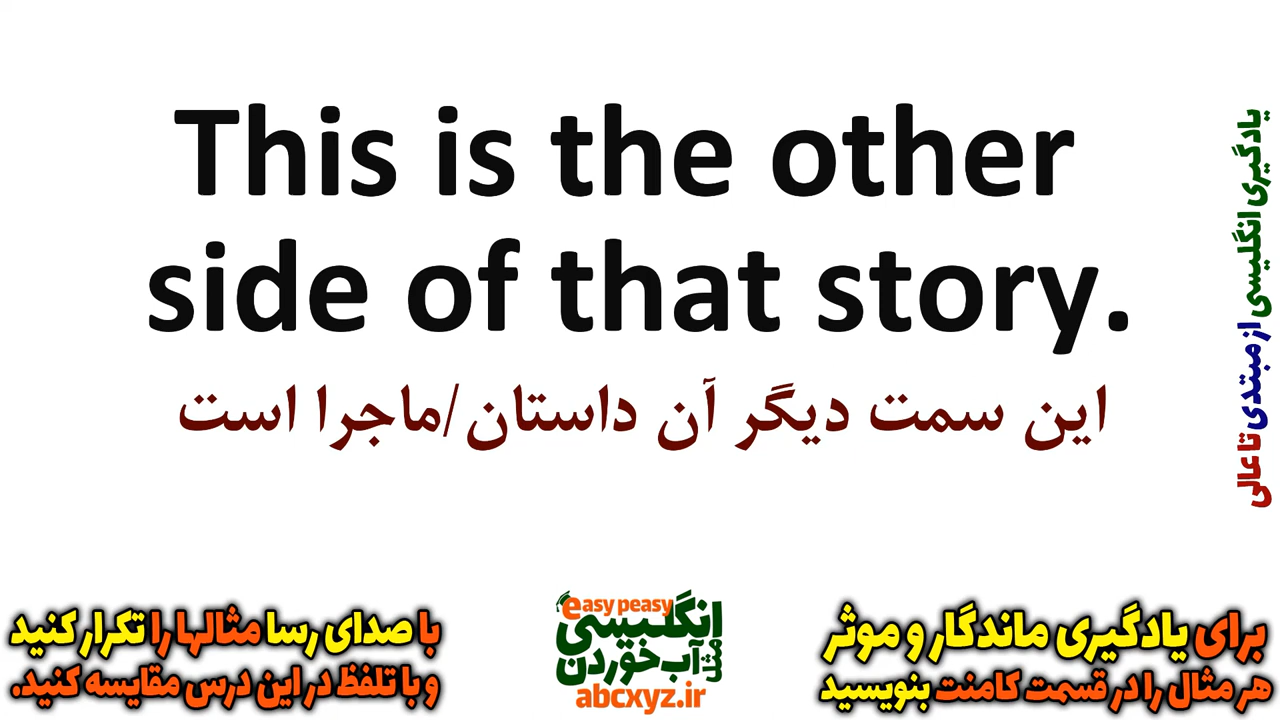 This is the other
side of that story.
این سمت دیگر آن داستان/ماجرا است
یادگیری انگلیسی از مبتدی تا عالی
با صدای رسا مثالها را تکرار کنید
و با تلفظ در این درس مقایسه کنید.
easy peasy
انگلیسی
مثل آب خوردن
abcxyz.ir
برای یادگیری ماندگار و موثر
هر مثال را در قسمت کامنت بنویسید